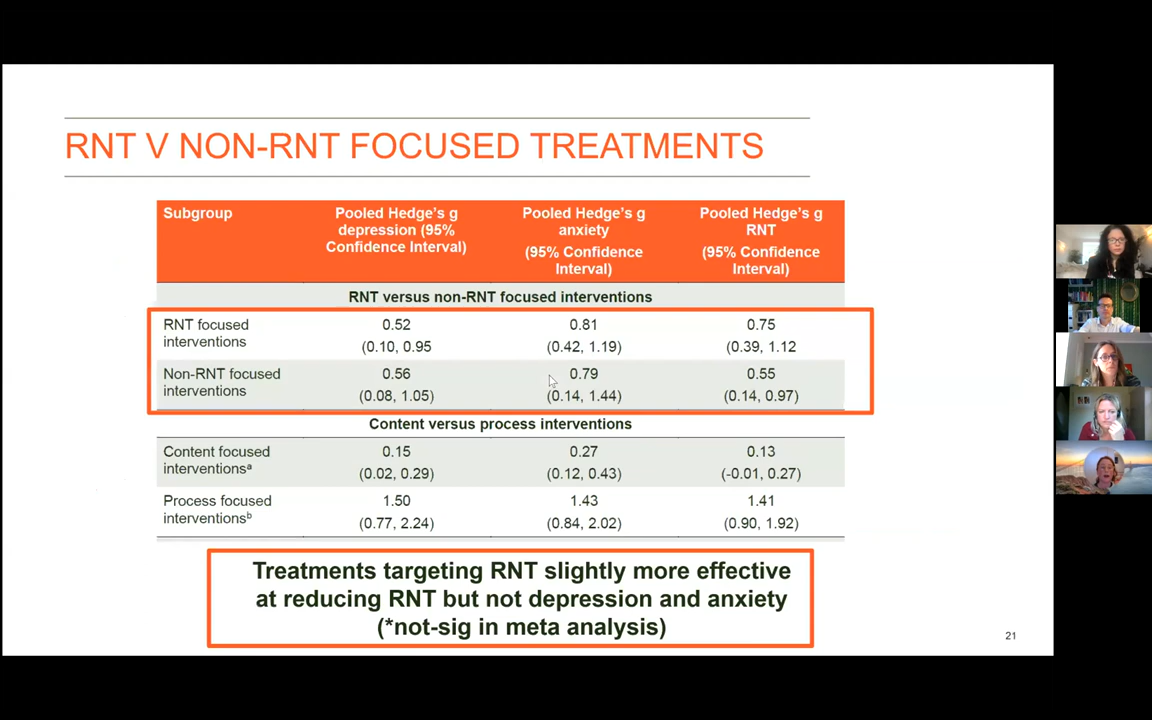 RNT V NON-RNT FOCUSED TREATMENTS
Subgroup
Pooled Hedge's g
depression (95%
Confidence Interval)
Pooled Hedge's g
anxiety
(95% Confidence
Interval)
Pooled Hedge's g
RNT
(95% Confidence
Interval)
RNT versus non-RNT focused interventions
RNT focused
interventions
0.52
(0.10, 0.95
0.81
(0.42, 1.19)
0.75
(0.39, 1.12
Non-RNT focused
interventions
0.56
(0.08, 1.05)
0.79
(0.14, 1.44)
0.55
(0.14, 0.97)
Content versus process interventions
Content focused
interventionsᵃ
0.15
(0.02, 0.29)
0.27
(0.12, 0.43)
0.13
(-0.01, 0.27)
Process focused
interventionsᵇ
1.50
(0.77, 2.24)
1.43
(0.84, 2.02)
1.41
(0.90, 1.92)
Treatments targeting RNT slightly more effective
at reducing RNT but not depression and anxiety
(*not-sig in meta analysis)
21